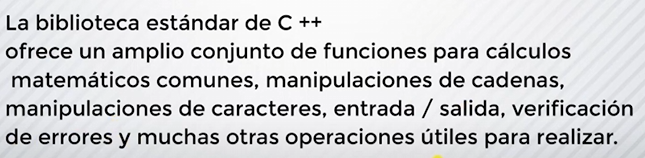 La biblioteca estándar de C ++
ofrece un amplio conjunto de funciones para cálculos
matemáticos comunes, manipulaciones de cadenas,
manipulaciones de caracteres, entrada / salida, verificación
de errores y muchas otras operaciones útiles para realizar.